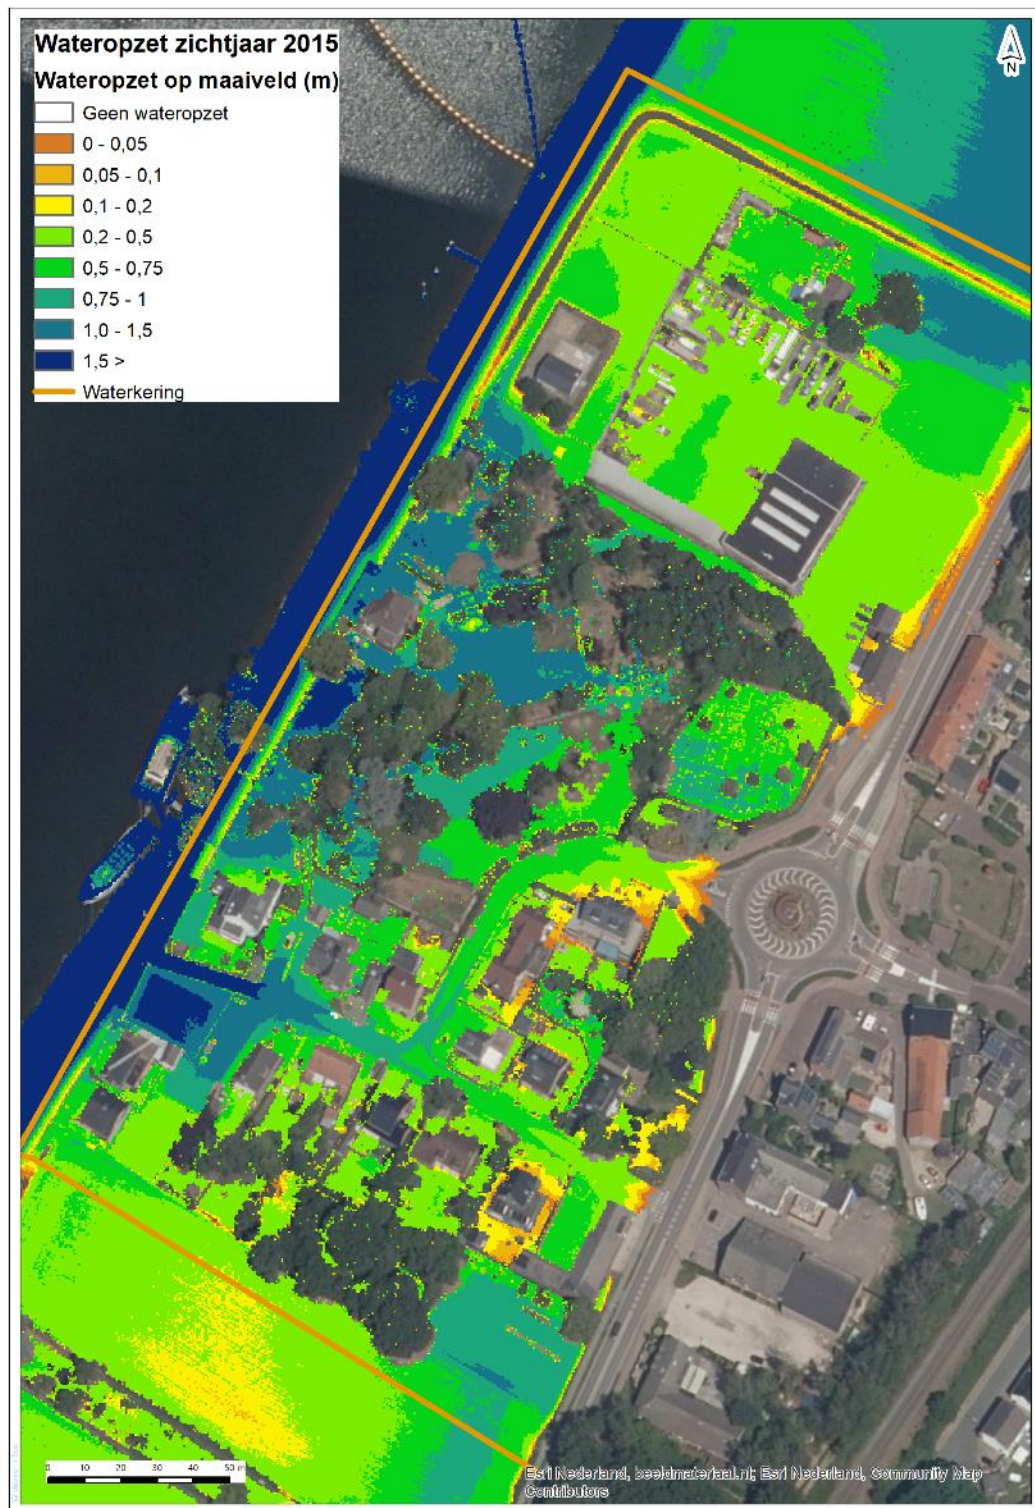 Wateropzet zichtjaar 2015
Wateropzet op maaiveld (m)
Geen wateropzet
0 - 0,05
0,05 - 0,1
0,1 - 0,2
0,2 - 0,5
0,5 - 0,75
0,75 - 1
1,0 - 1,5
1,5 >
Waterkering
N
0 10 20 30 40 50 m
Esri Nederland, beeldmateriaal.nl; Esri Nederland, Community Map
Contributors